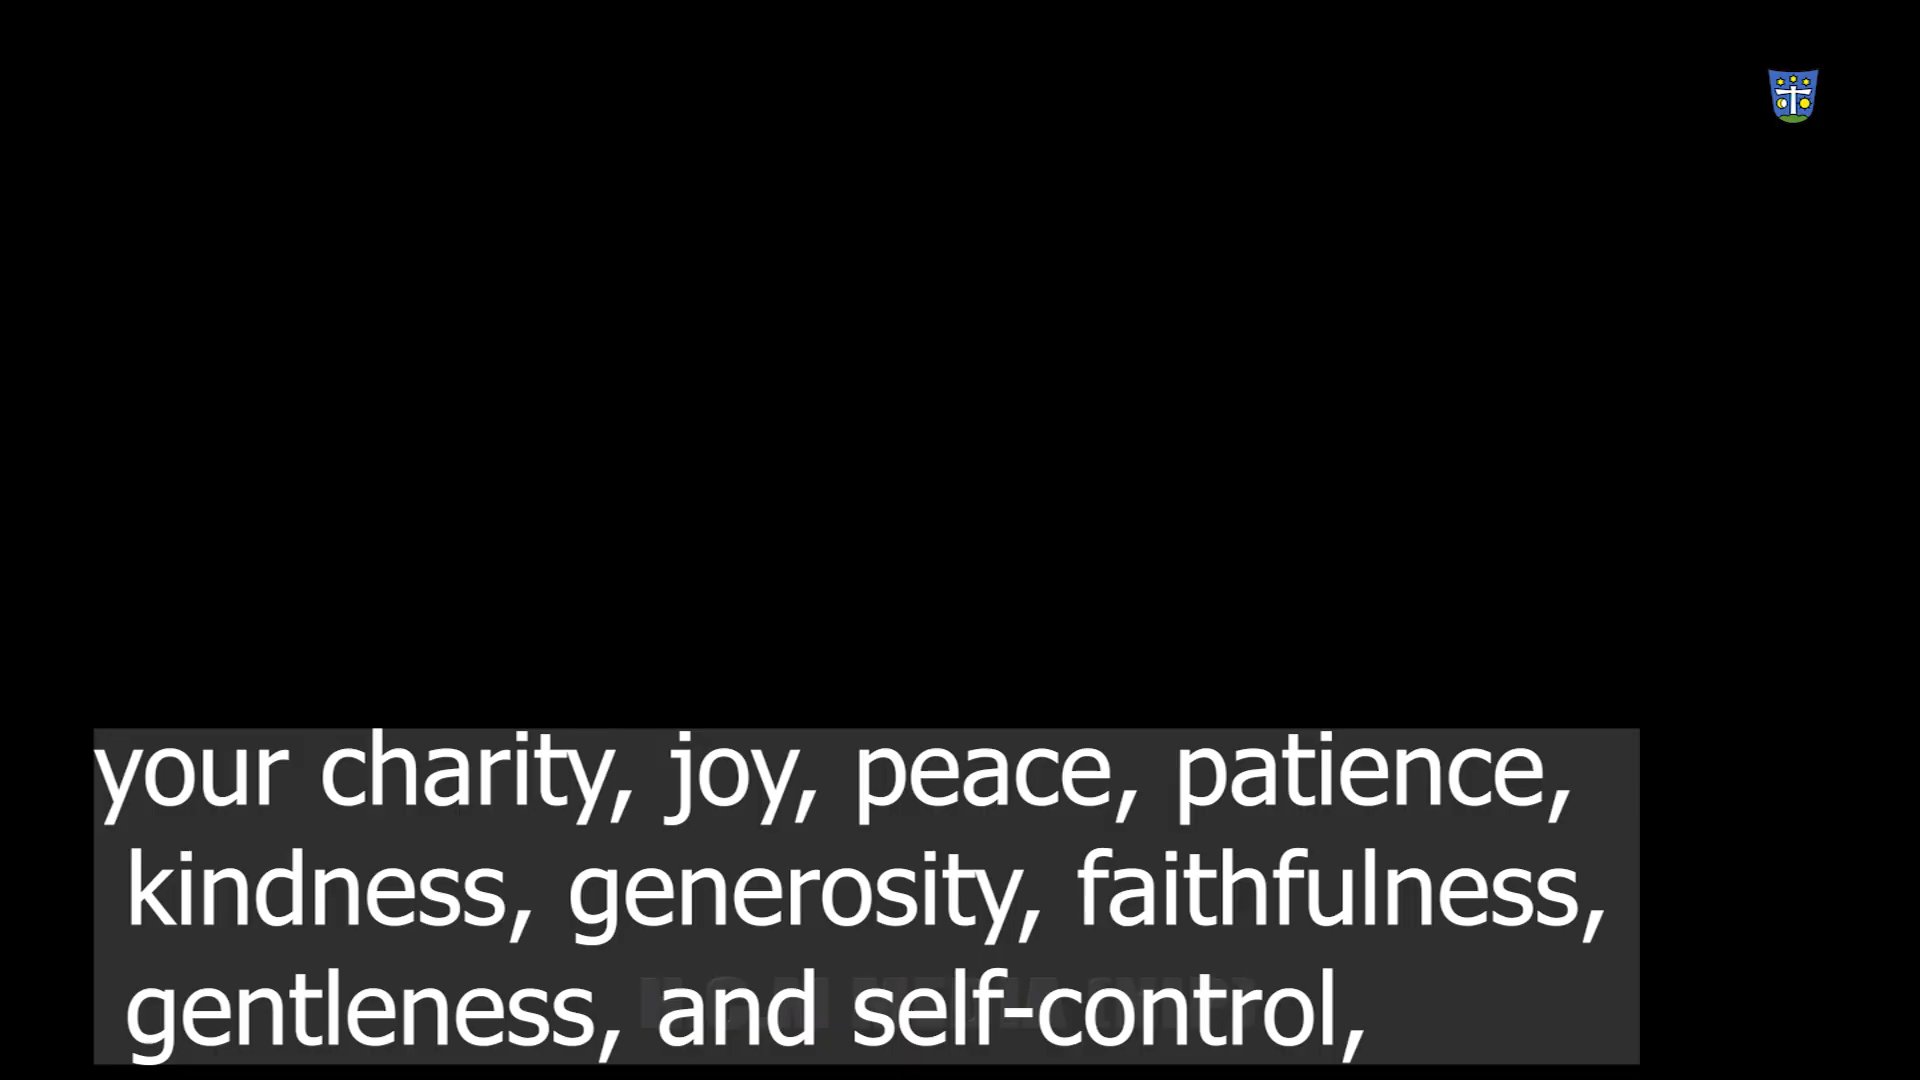 your charity, joy, peace, patience,
kindness, generosity, faithfulness,
gentleness, and self-control,